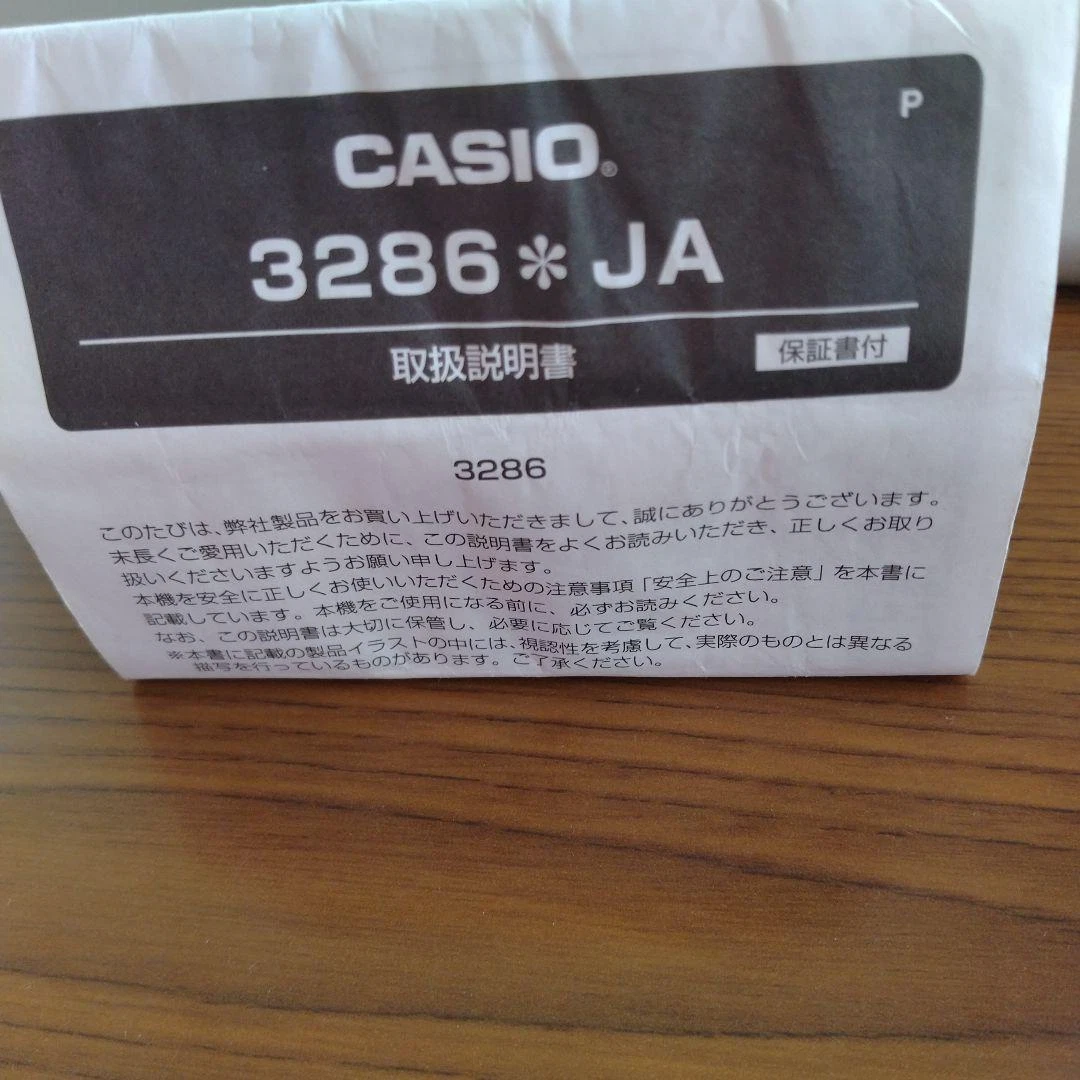 P
CASIO®
3286＊JA
取扱説明書
保証書付
3286
このたびは、弊社製品をお買い上げいただきまして、誠にありがとうございます。
末長くご愛用いただくために、この説明書をよくお読みいただき、正しくお取り
扱いくださいますようお願い申し上げます。
本機を安全に正しくお使いいただくための注意事項「安全上のご注意」を本書に
記載しています。本機をご使用になる前に、必ずお読みください。
なお、この説明書は大切に保管し、必要に応じてご覧ください。
※本書に記載の製品イラストの中には、視認性を考慮して、実際のものとは異なる
描写を行っているものがあります。ご了承ください。